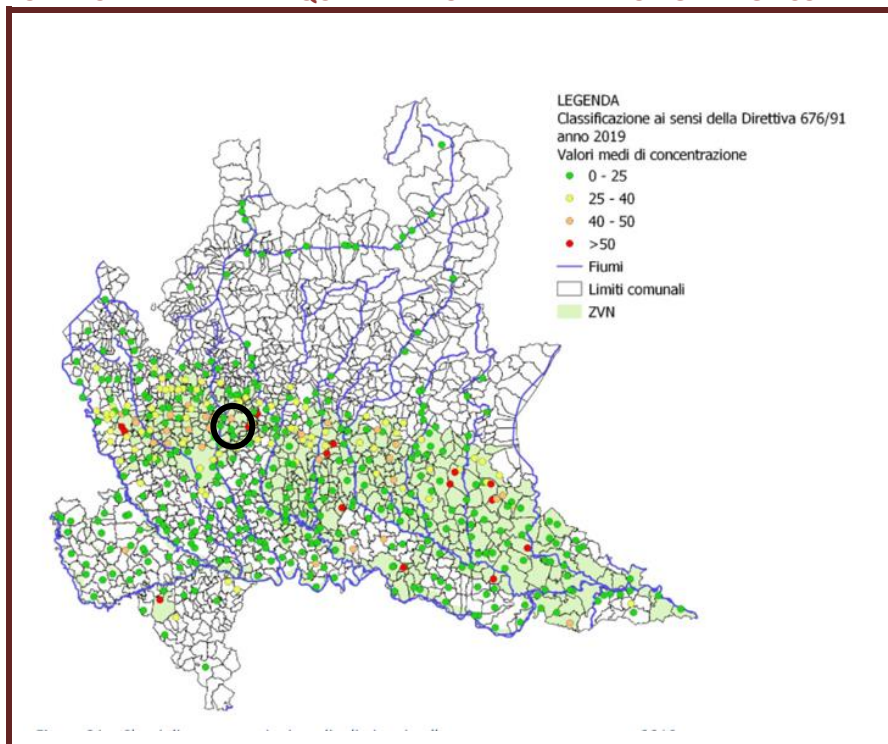 LEGENDA
Classificazione ai sensi della Direttiva 676/91
anno 2019
Valori medi di concentrazione
0 - 25
25 - 40
40 - 50
>50
Fiumi
Limiti comunali
ZVN